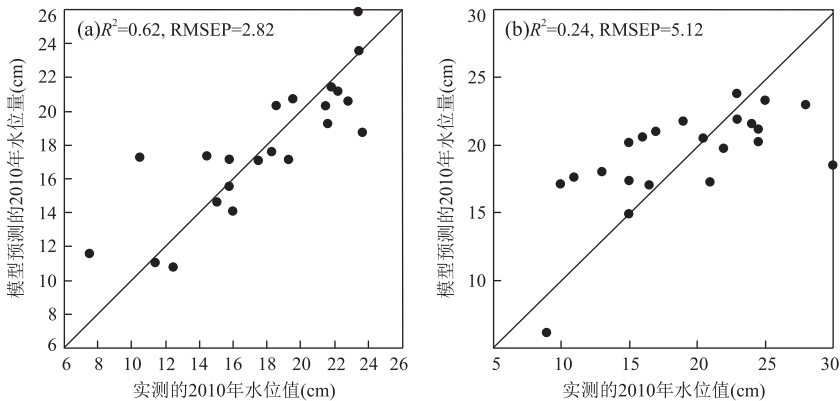 (a)R²=0.62, RMSEP=2.82
26
24
22
20
18
16
14
12
10
8
6
模型预测的2010年水位量(cm)
6 8 10 12 14 16 18 20 22 24 26
实测的2010年水位值(cm)
(b)R²=0.24, RMSEP=5.12
30
25
20
15
10
5
模型预测的2010年水位量(cm)
5 10 15 20 25 30
实测的2010年水位值(cm)